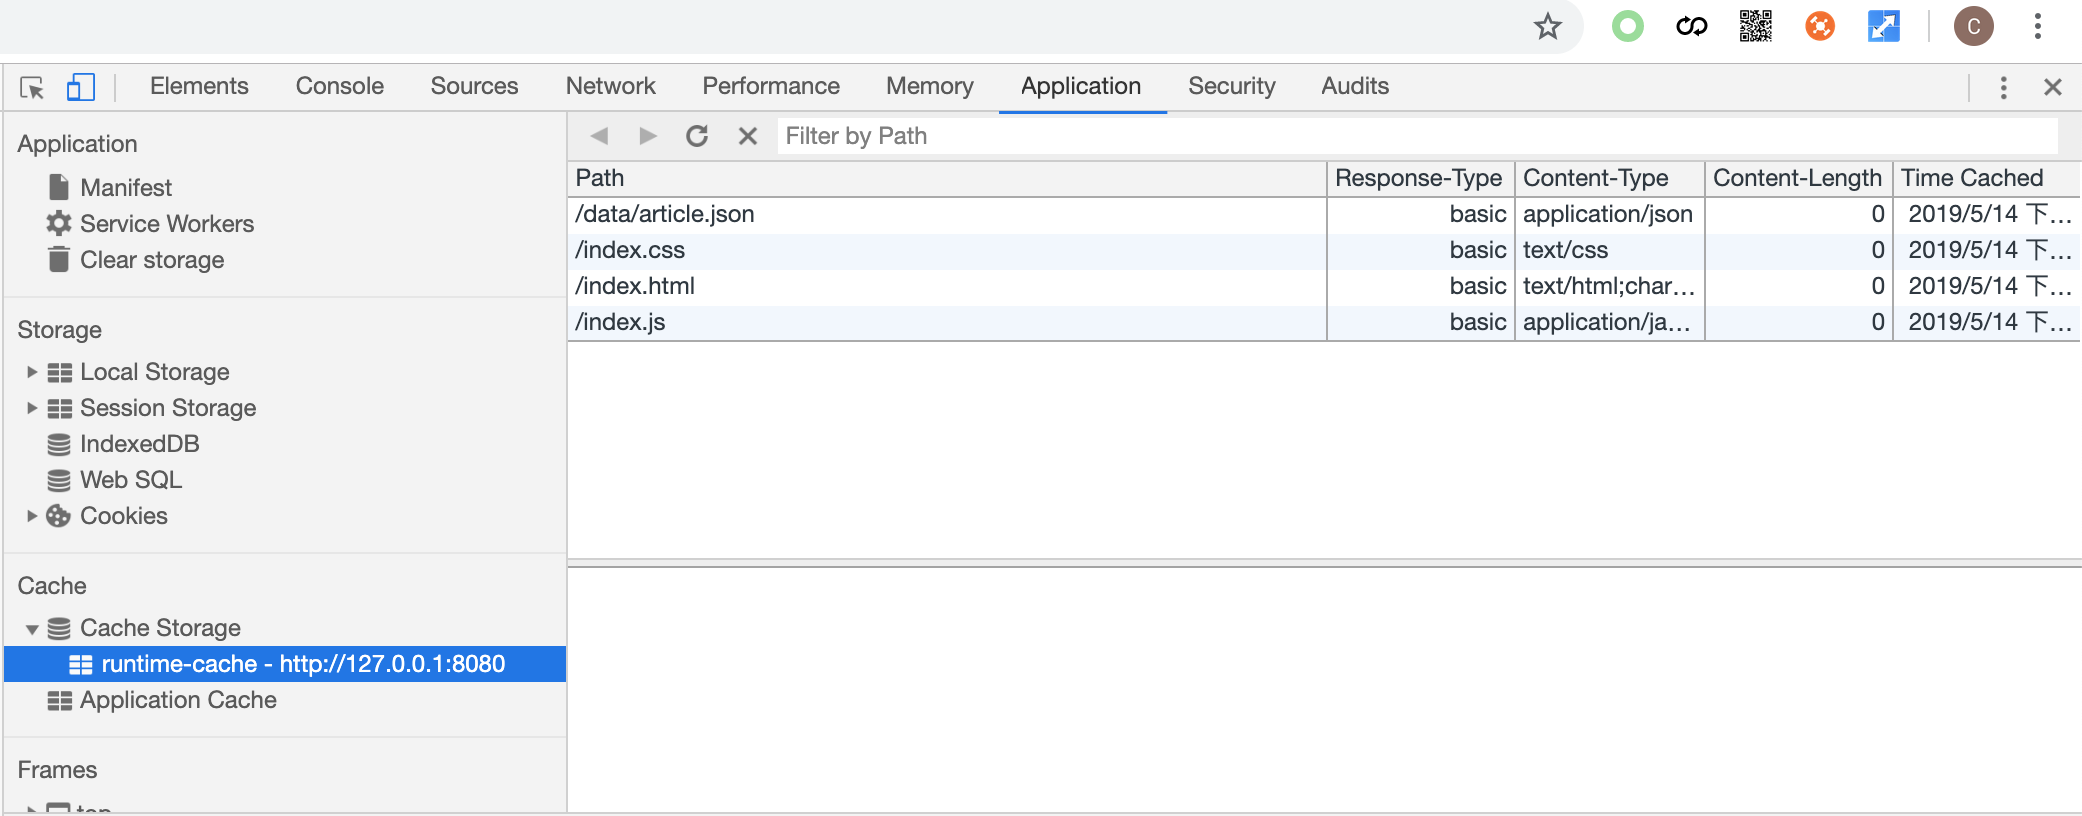 C
Elements Console Sources Network Performance Memory Application Security Audits
Application
Manifest
Service Workers
Clear storage
Storage
Local Storage
Session Storage
IndexedDB
Web SQL
Cookies
Cache
Cache Storage
runtime-cache - http://127.0.0.1:8080
Application Cache
Frames
top
Filter by Path
Path Response-Type Content-Type Content-Length Time Cached
/data/article.json basic application/json 0 2019/5/14 下...
/index.css basic text/css 0 2019/5/14 下...
/index.html basic text/html;char... 0 2019/5/14 下...
/index.js basic application/ja... 0 2019/5/14 下...